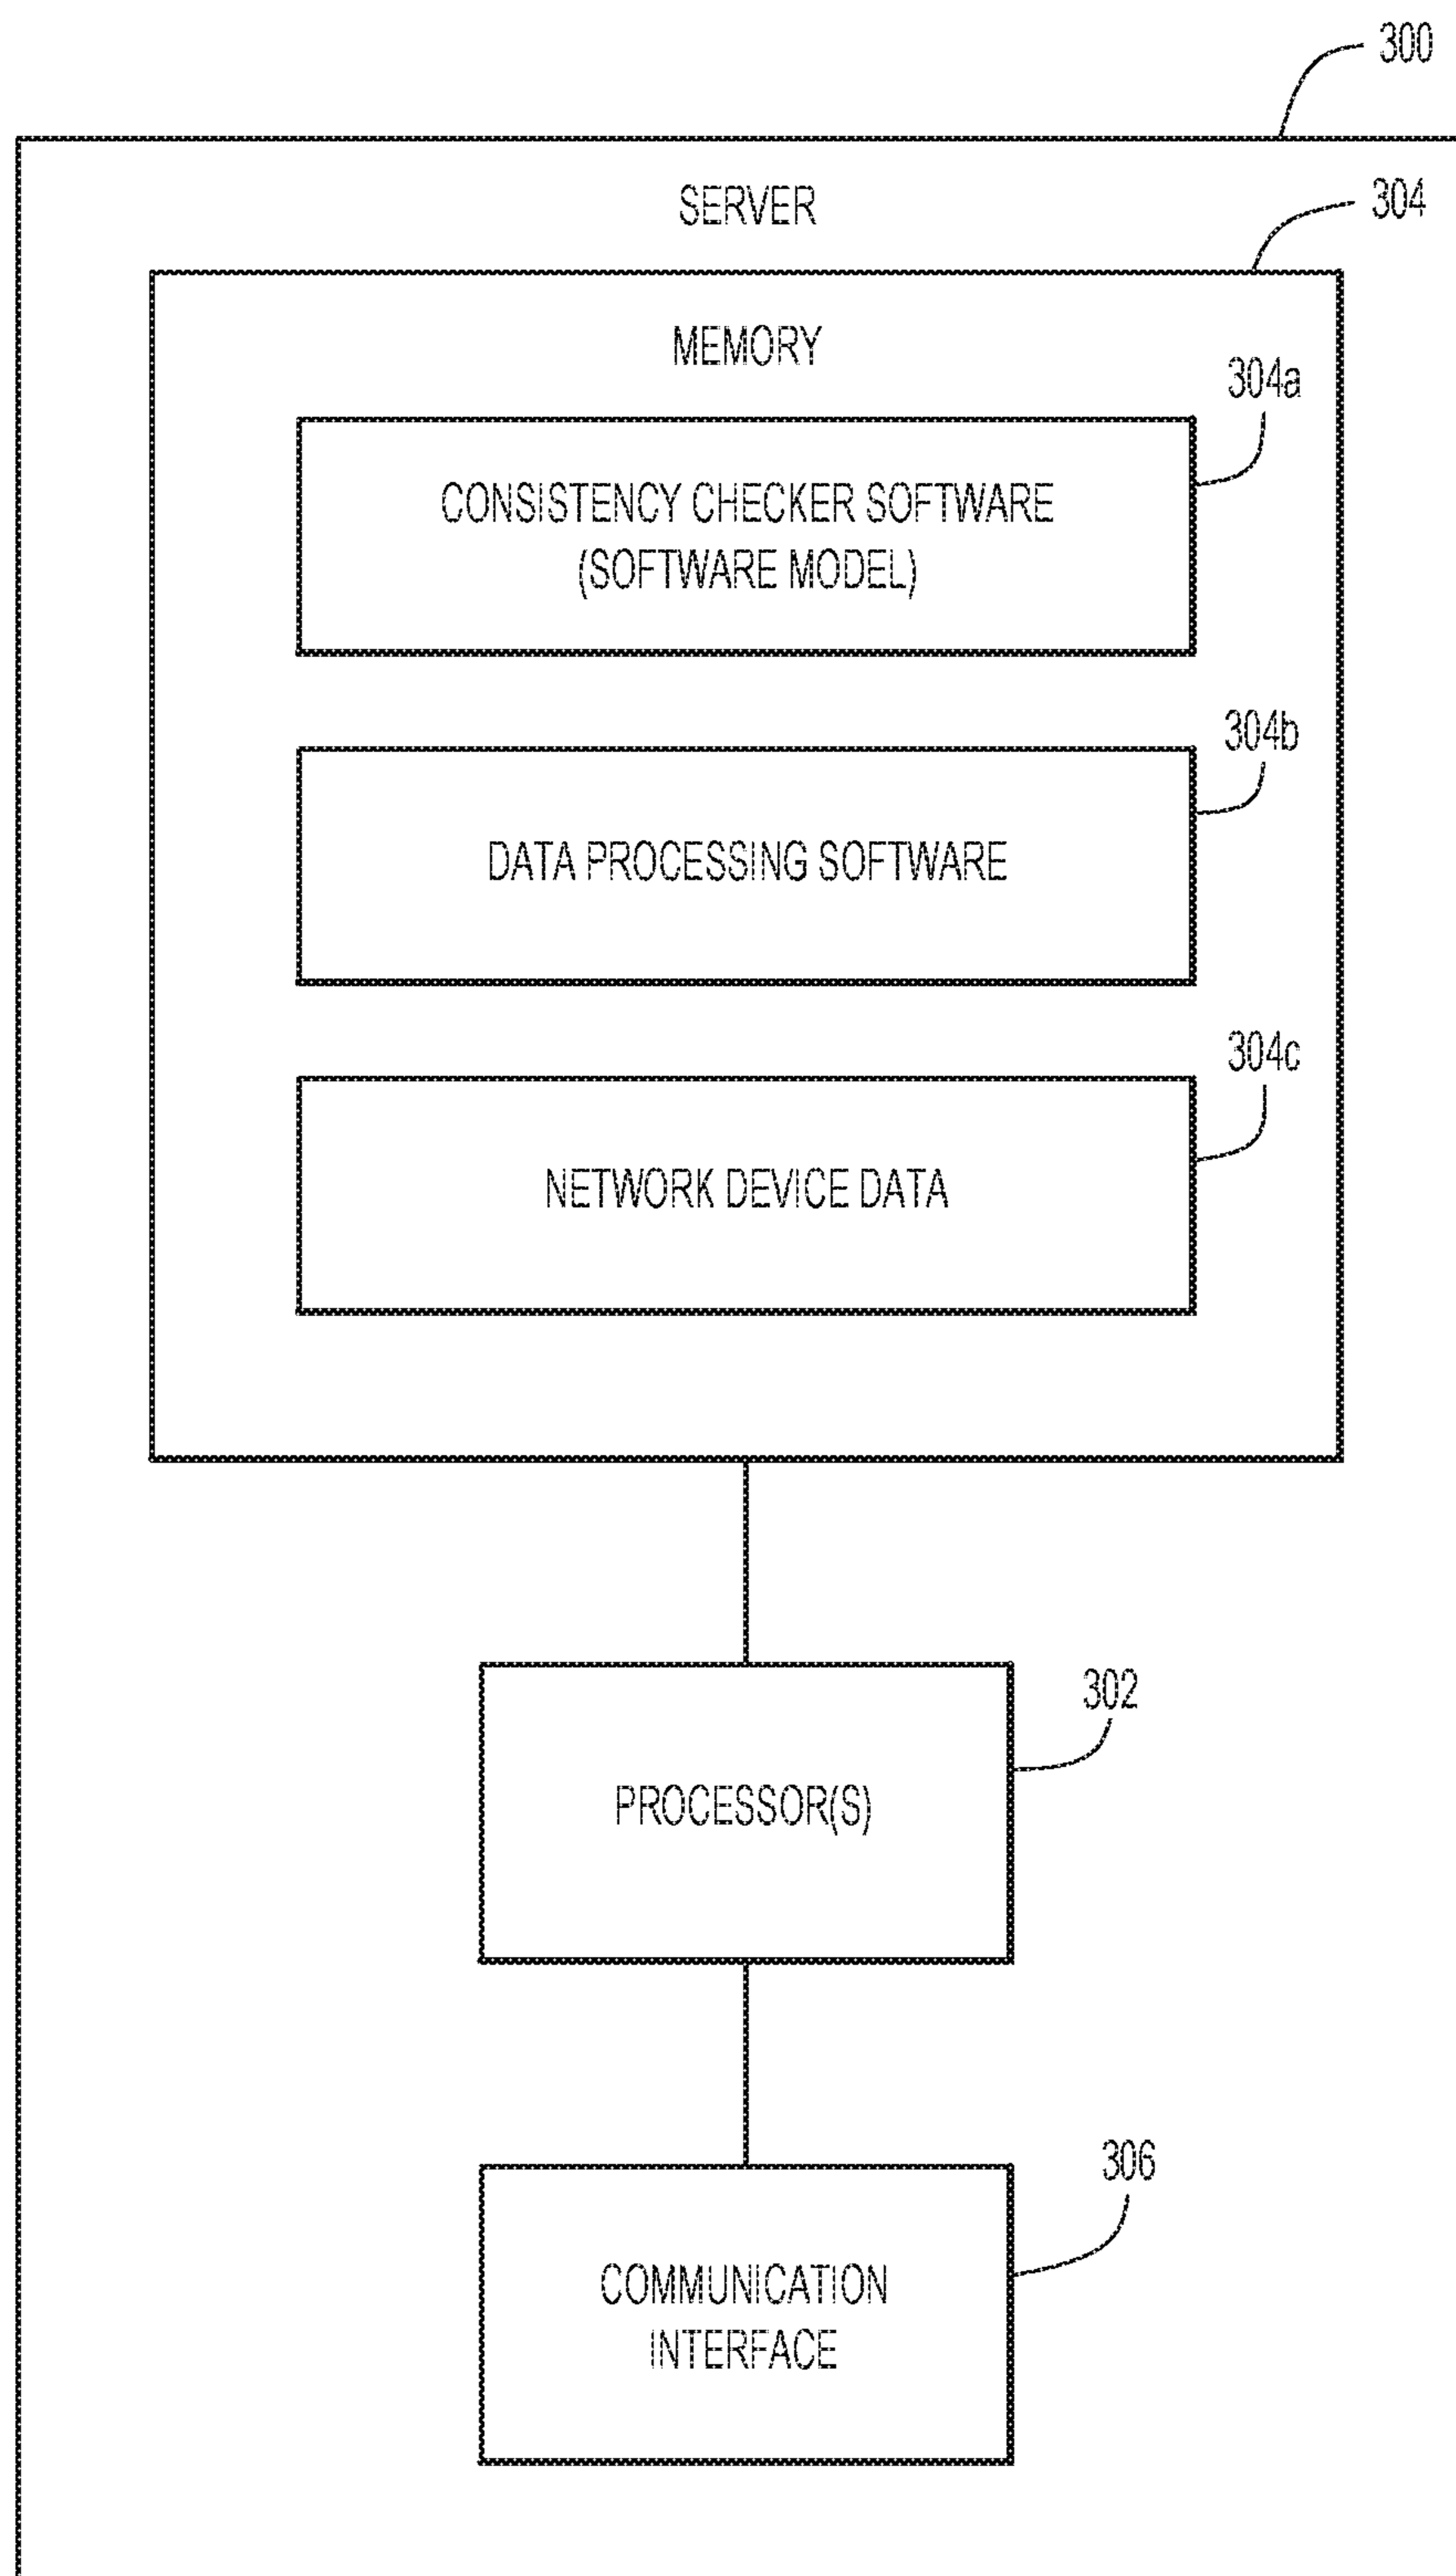 300
SERVER
304
MEMORY
304a
CONSISTENCY CHECKER SOFTWARE
(SOFTWARE MODEL)
304b
DATA PROCESSING SOFTWARE
304c
NETWORK DEVICE DATA
302
PROCESSOR(S)
306
COMMUNICATION
INTERFACE